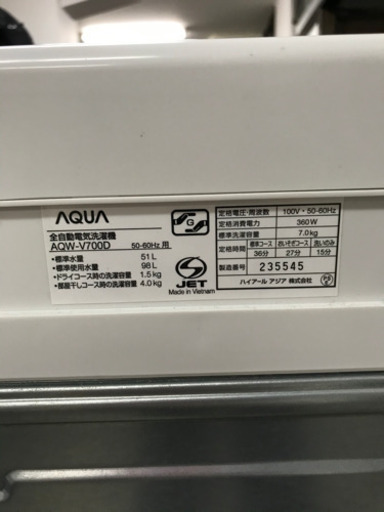 AQUA
全自動電気洗濯機
AQW-V700D 50-60Hz 用
・標準水量 51 L
・標準使用水量 98 L
・ドライコース時の洗濯容量 1.5kg
・部屋干しコース時の洗濯容量 4.0kg
G
JET
Made in Vietnam
定格電圧・周波数 100V・50-60Hz
定格消費電力 360W
標準洗濯容量 7.0kg
定格時間 標準コース おいそぎコース 洗いのみ
36分 27分 15分
製造番号 235545
ハイアール アジア 株式会社